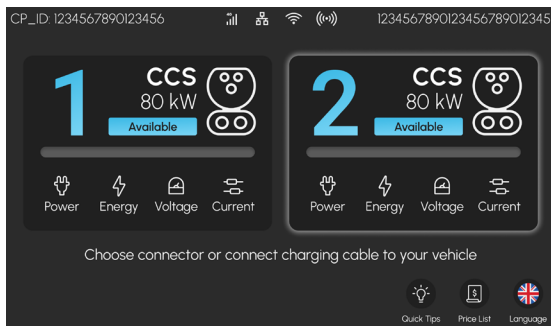 CP_ID: 1234567890123456 1234567890123456789012345
1 CCS 80 kW Available
2 CCS 80 kW Available
Power Energy Voltage Current
Power Energy Voltage Current
Choose connector or connect charging cable to your vehicle
Quick Tips Price List Language